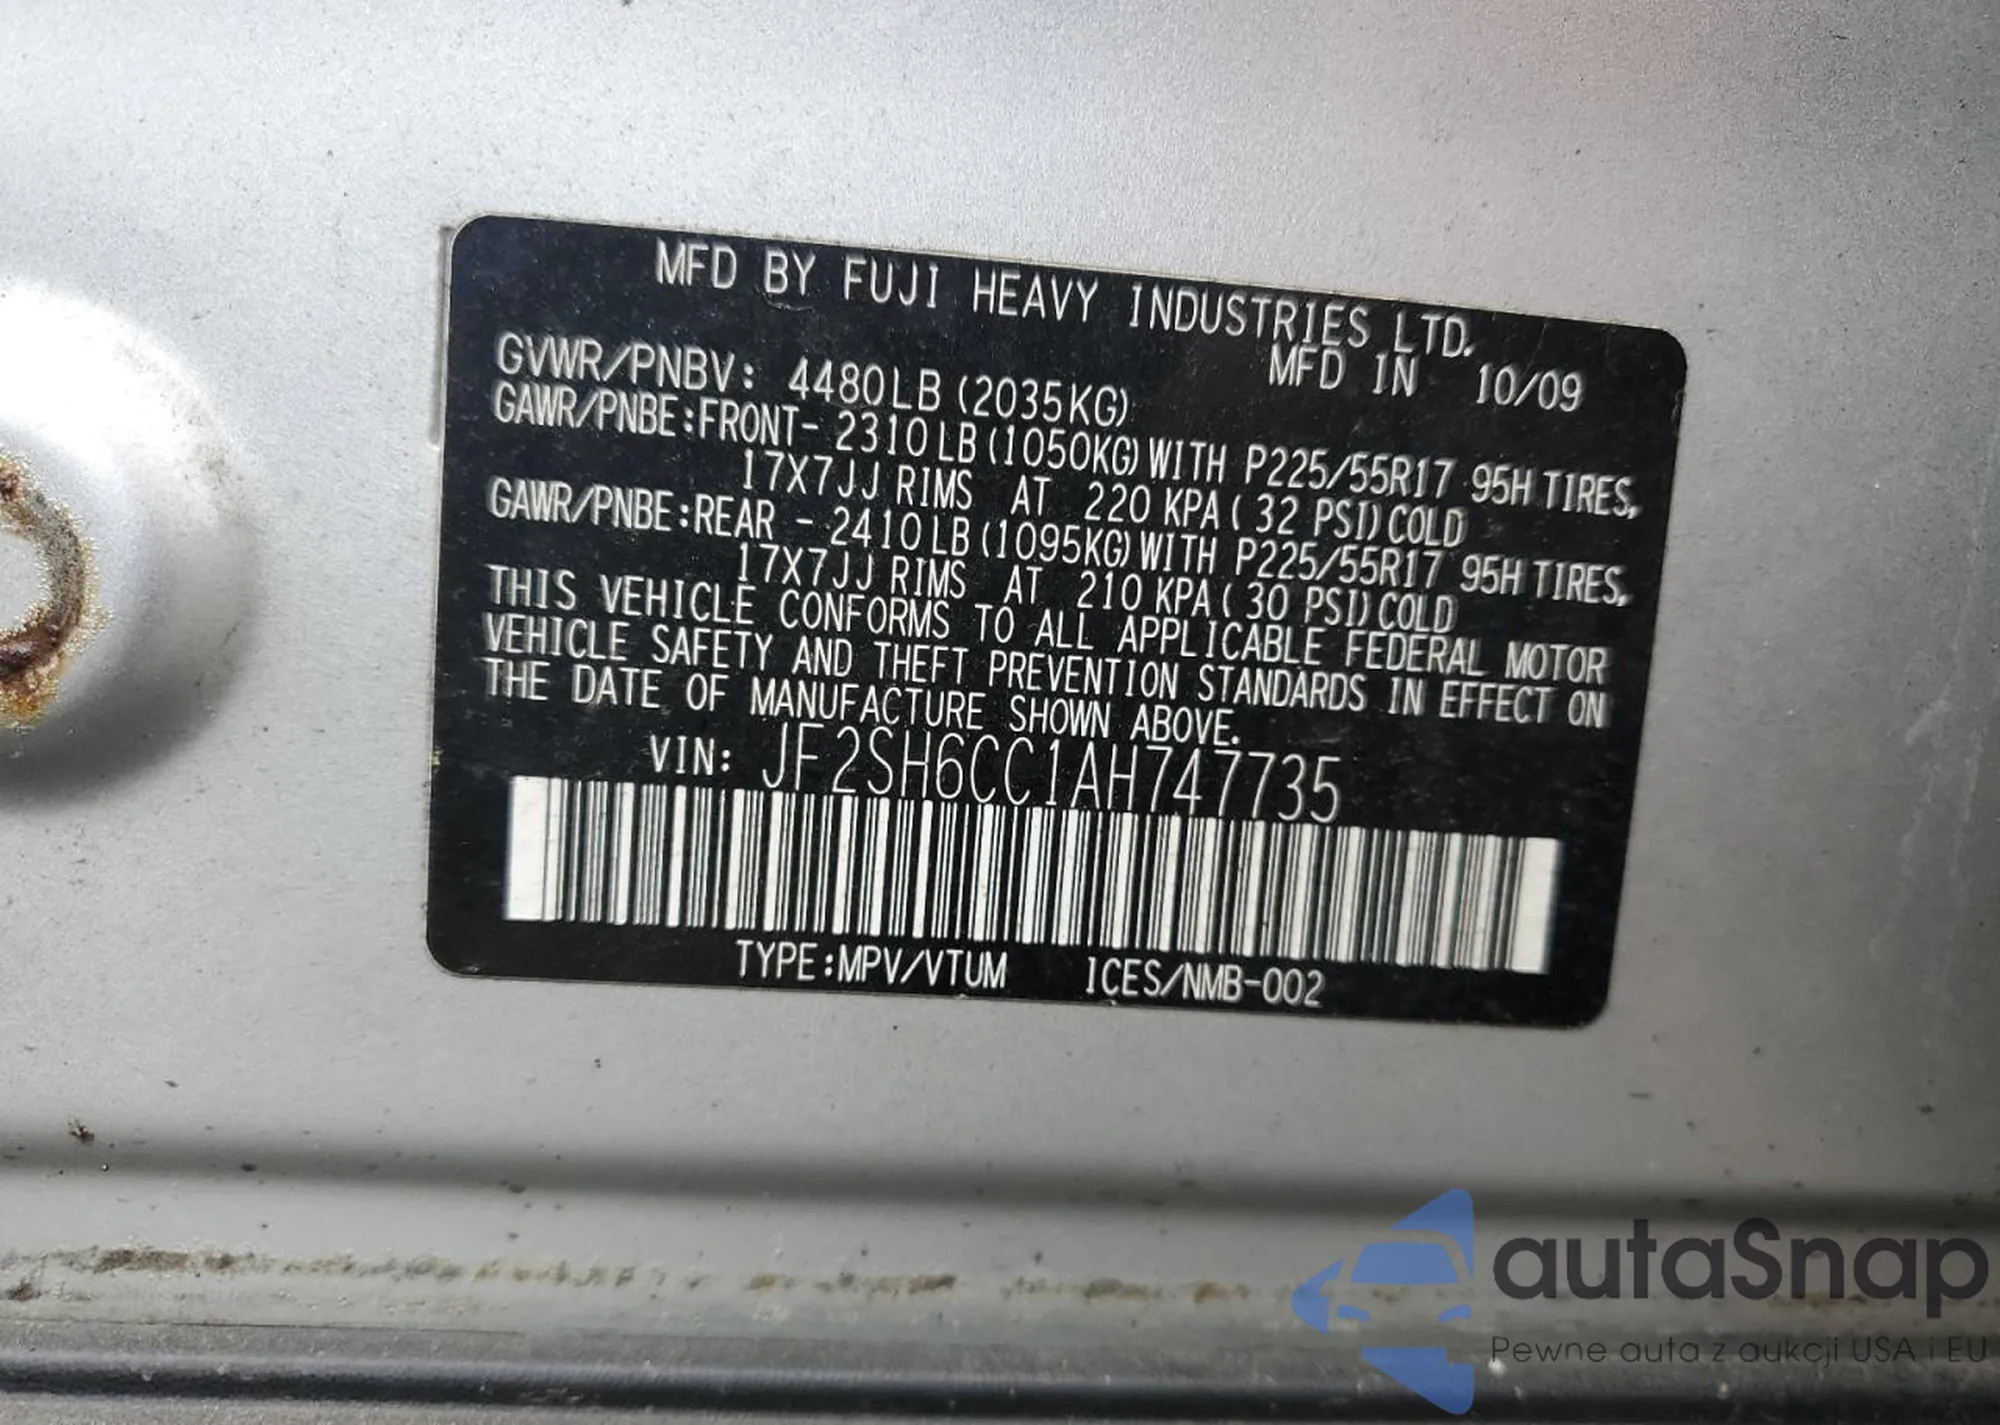 MFD BY FUJI HEAVY INDUSTRIES LTD.
MFD IN 10/09
GVWR/PNBV: 4480LB (2035KG)
GAWR/PNBE:FRONT- 2310LB (1050KG) WITH P225/55R17 95H TIRES,
17X7JJ RIMS AT 220 KPA ( 32 PSI) COLD
GAWR/PNBE:REAR - 2410LB (1095KG) WITH P225/55R17 95H TIRES,
17X7JJ RIMS AT 210 KPA ( 30 PSI) COLD
THIS VEHICLE CONFORMS TO ALL APPLICABLE FEDERAL MOTOR
VEHICLE SAFETY AND THEFT PREVENTION STANDARDS IN EFFECT ON
THE DATE OF MANUFACTURE SHOWN ABOVE.
VIN: JF2SH6CC1AH747735
TYPE:MPV/VTUM ICES/NMB-002
autaSnap
Pewne auta z aukcji USA i EU